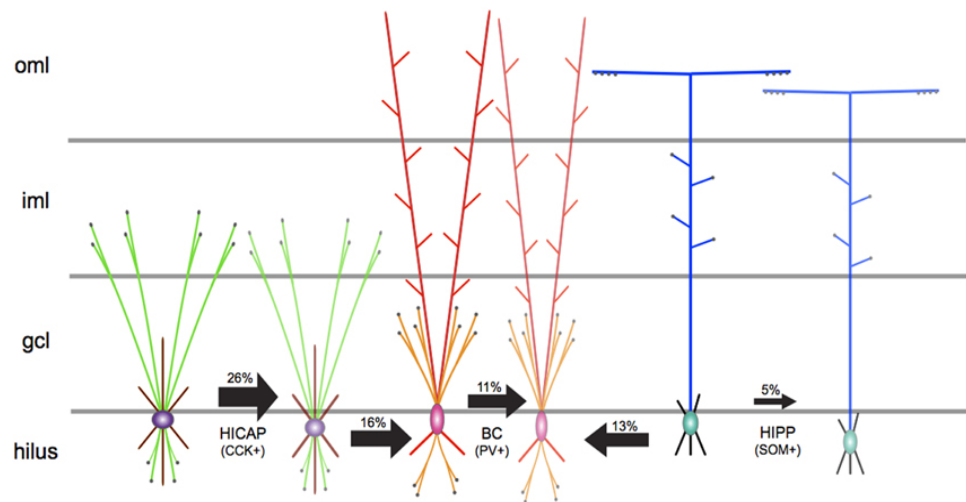 oml
iml
gcl
hilus
26%
HICAP
(CCK+)
16%
11%
BC
(PV+)
13%
5%
HIPP
(SOM+)